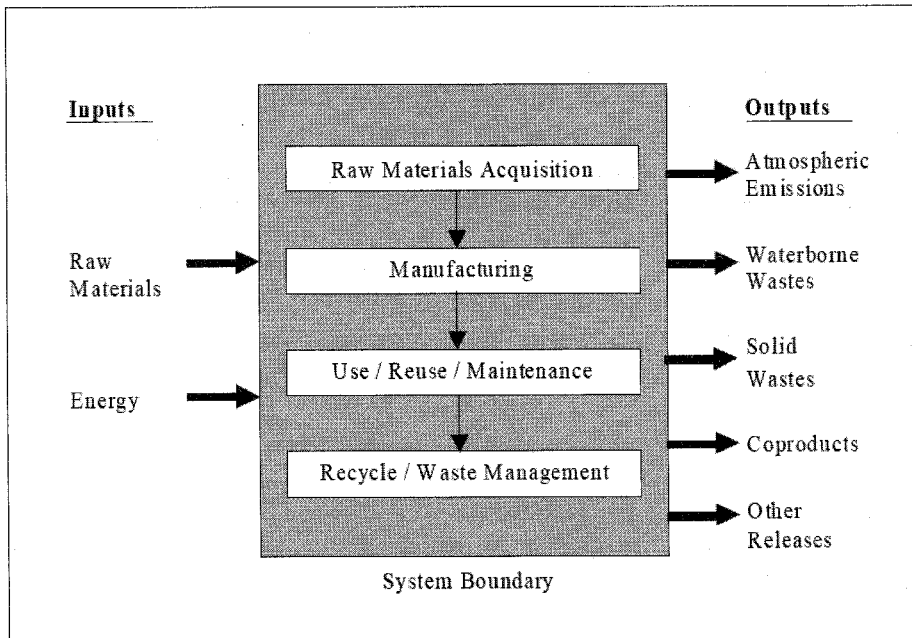 Inputs
Raw
Materials
Energy
Raw Materials Acquisition
Manufacturing
Use / Reuse / Maintenance
Recycle / Waste Management
System Boundary
Outputs
Atmospheric
Emissions
Waterborne
Wastes
Solid
Wastes
Coproducts
Other
Releases